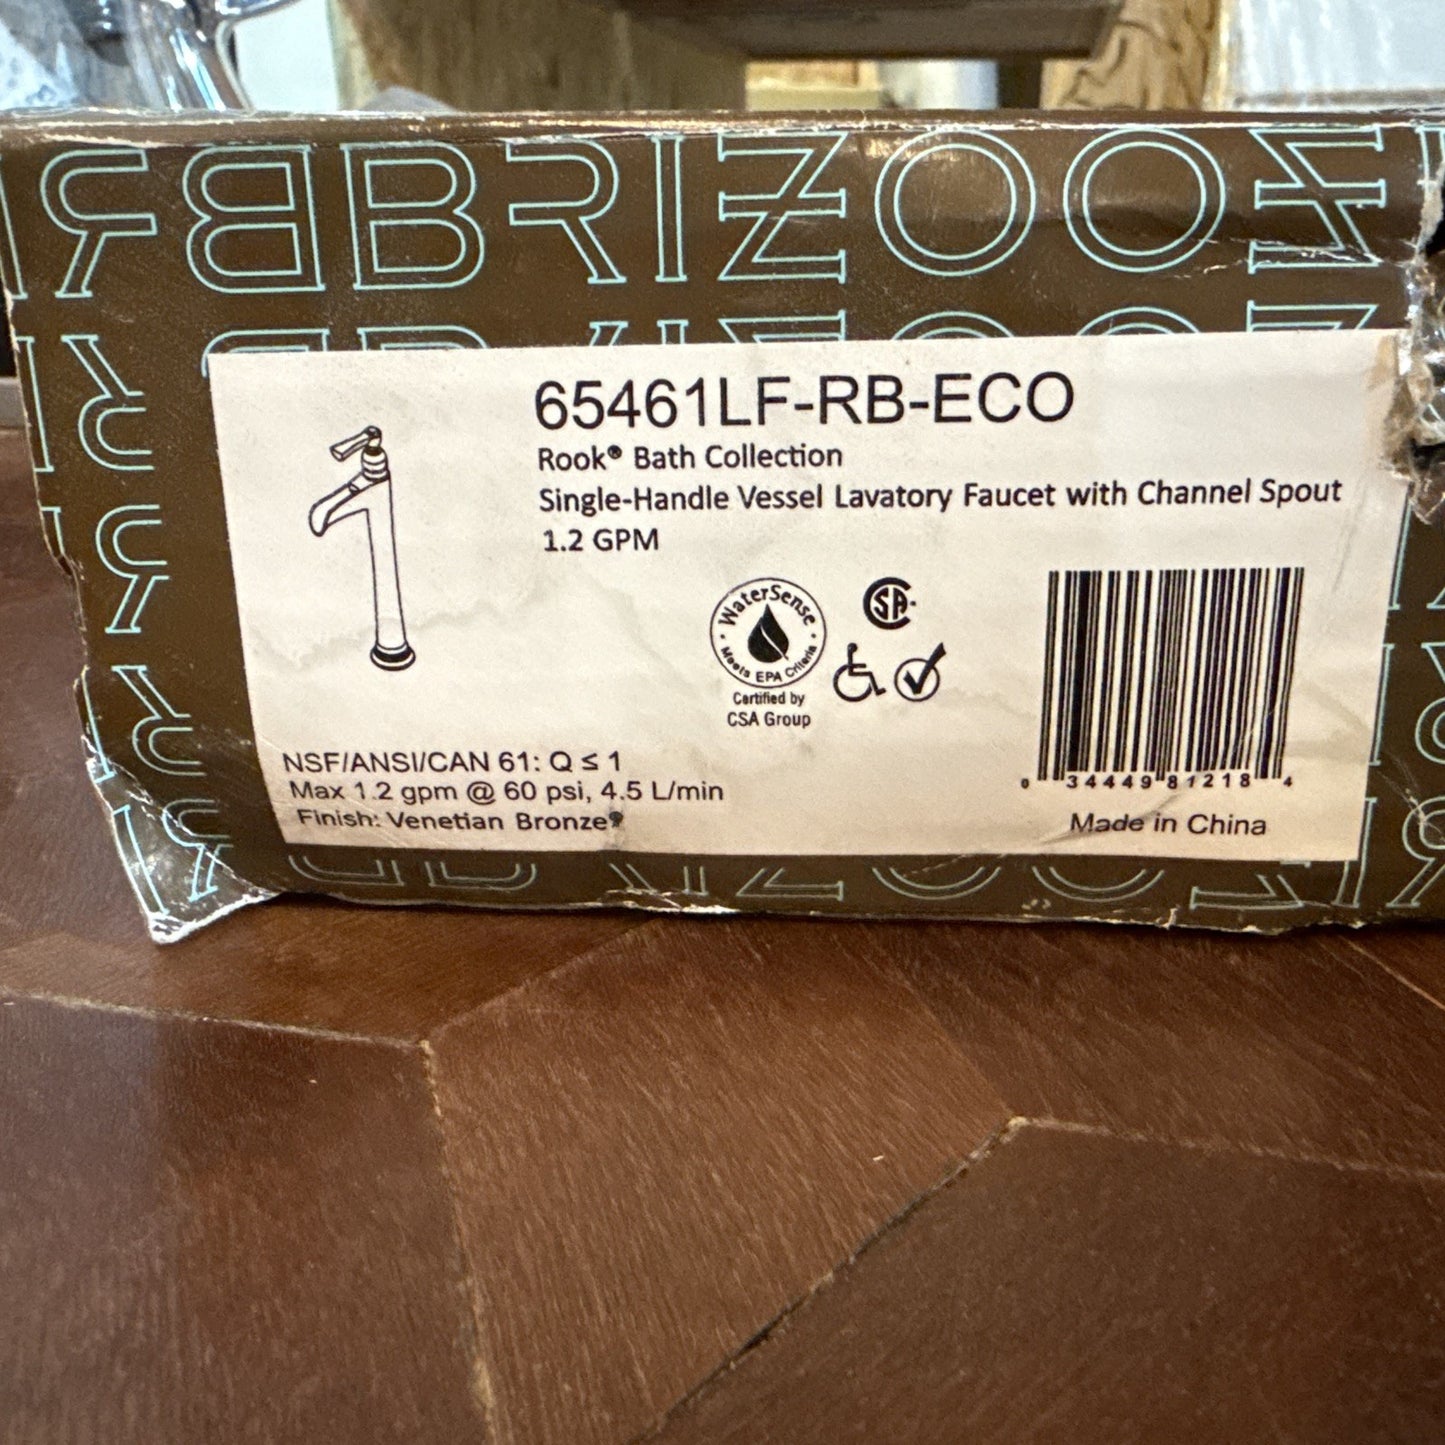 BRIZO
65461LF-RB-ECO
Rook® Bath Collection
Single-Handle Vessel Lavatory Faucet with Channel Spout
1.2 GPM
WaterSense
Meets EPA Criteria
Certified by
CSA Group
NSF/ANSI/CAN 61: Q ≤ 1
Max 1.2 gpm @ 60 psi, 4.5 L/min
Finish: Venetian Bronze®
0 34449 81218 4
Made in China